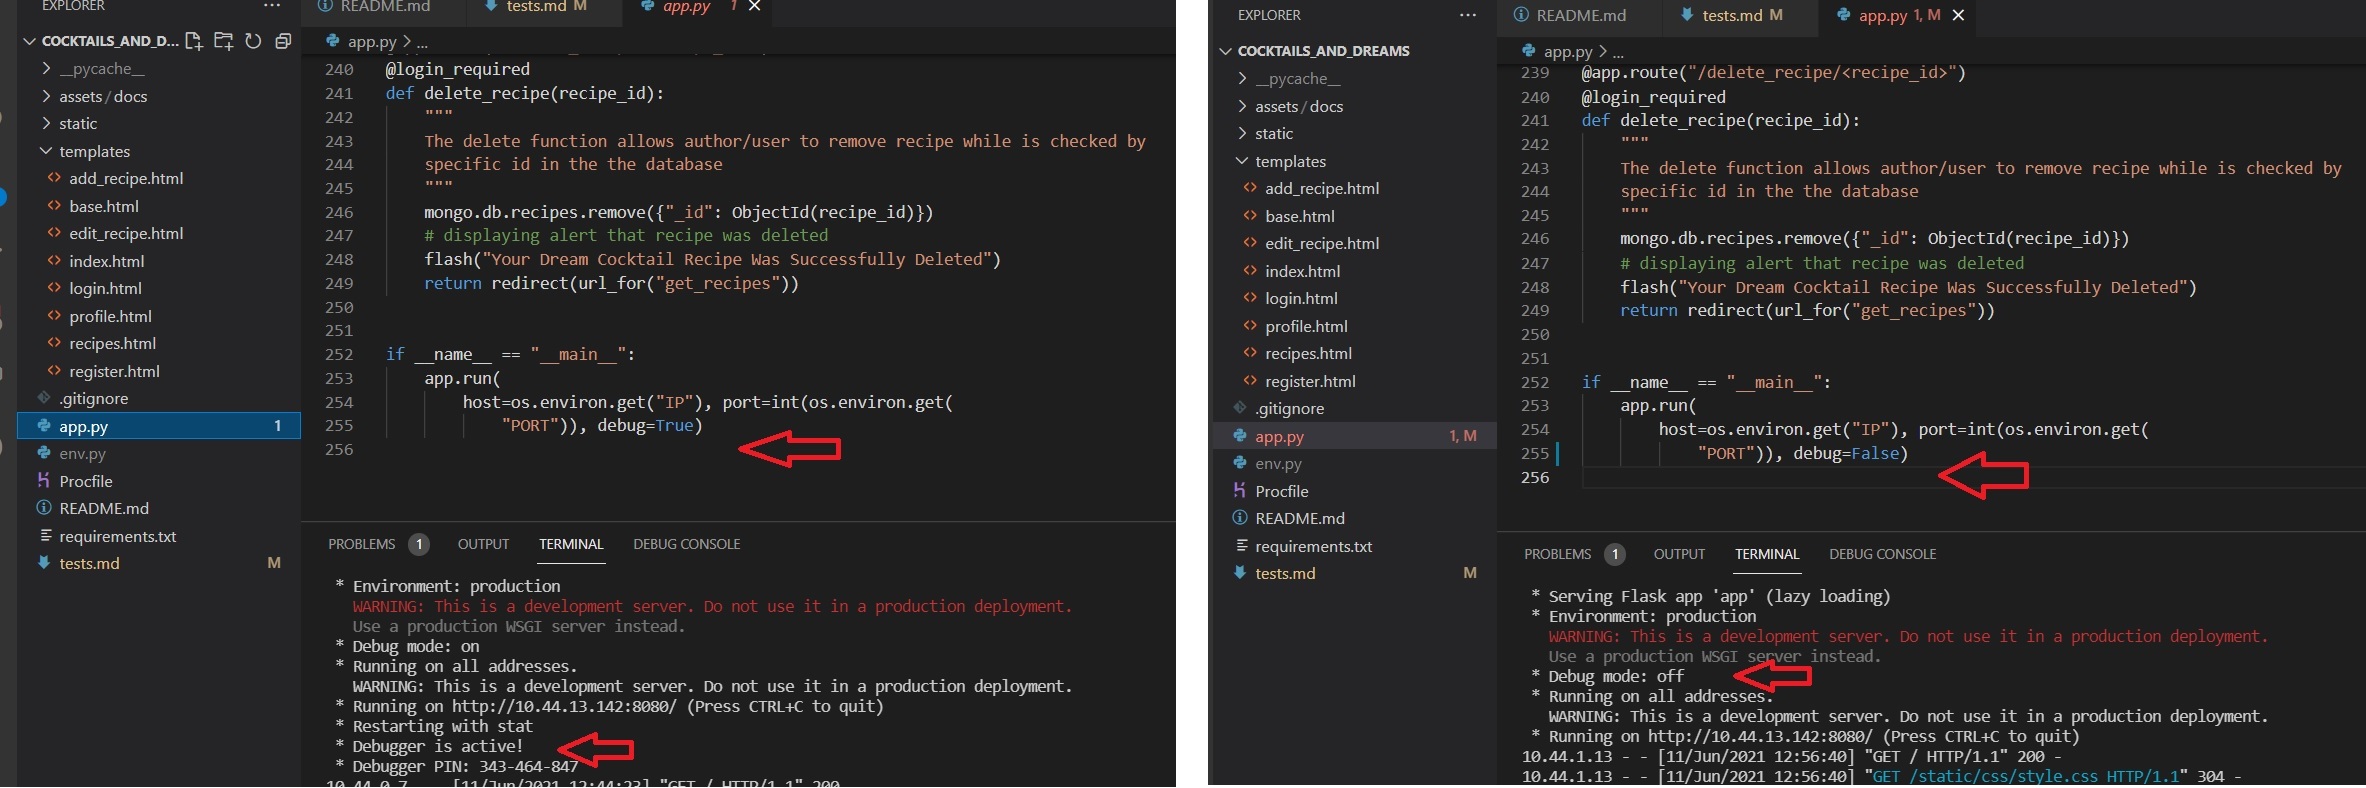 EXPLORER ···
COCKTAILS_AND_D...
__pycache__
assets / docs
static
templates
add_recipe.html
base.html
edit_recipe.html
index.html
login.html
profile.html
recipes.html
register.html
.gitignore
app.py 1
env.py
Procfile
README.md
requirements.txt
tests.md M
README.md tests.md M app.py 1
app.py > ...
240 @login_required
241 def delete_recipe(recipe_id):
242 """
243 The delete function allows author/user to remove recipe while is checked by
244 specific id in the the database
245 """
246 mongo.db.recipes.remove({"_id": ObjectId(recipe_id)})
247 # displaying alert that recipe was deleted
248 flash("Your Dream Cocktail Recipe Was Successfully Deleted")
249 return redirect(url_for("get_recipes"))
250
251
252 if __name__ == "__main__":
253 app.run(
254 host=os.environ.get("IP"), port=int(os.environ.get(
255 "PORT")), debug=True)
256
PROBLEMS 1 OUTPUT TERMINAL DEBUG CONSOLE
* Environment: production
WARNING: This is a development server. Do not use it in a production deployment.
Use a production WSGI server instead.
* Debug mode: on
* Running on all addresses.
WARNING: This is a development server. Do not use it in a production deployment.
* Running on http://10.44.13.142:8080/ (Press CTRL+C to quit)
* Restarting with stat
* Debugger is active!
* Debugger PIN: 343-464-847
10.44.0.7 - - [11/Jun/2021 12:44:23] "GET / HTTP/1.1" 200 -
EXPLORER ···
COCKTAILS_AND_DREAMS
__pycache__
assets / docs
static
templates
add_recipe.html
base.html
edit_recipe.html
index.html
login.html
profile.html
recipes.html
register.html
.gitignore
app.py 1, M
env.py
Procfile
README.md
requirements.txt
tests.md M
README.md tests.md M app.py 1, M
app.py > ...
239 @app.route("/delete_recipe/<recipe_id>")
240 @login_required
241 def delete_recipe(recipe_id):
242 """
243 The delete function allows author/user to remove recipe while is checked by
244 specific id in the the database
245 """
246 mongo.db.recipes.remove({"_id": ObjectId(recipe_id)})
247 # displaying alert that recipe was deleted
248 flash("Your Dream Cocktail Recipe Was Successfully Deleted")
249 return redirect(url_for("get_recipes"))
250
251
252 if __name__ == "__main__":
253 app.run(
254 host=os.environ.get("IP"), port=int(os.environ.get(
255 "PORT")), debug=False)
256
PROBLEMS 1 OUTPUT TERMINAL DEBUG CONSOLE
* Serving Flask app 'app' (lazy loading)
* Environment: production
WARNING: This is a development server. Do not use it in a production deployment.
Use a production WSGI server instead.
* Debug mode: off
* Running on all addresses.
WARNING: This is a development server. Do not use it in a production deployment.
* Running on http://10.44.13.142:8080/ (Press CTRL+C to quit)
10.44.1.13 - - [11/Jun/2021 12:56:40] "GET / HTTP/1.1" 200 -
10.44.1.13 - - [11/Jun/2021 12:56:40] "GET /static/css/style.css HTTP/1.1" 304 -